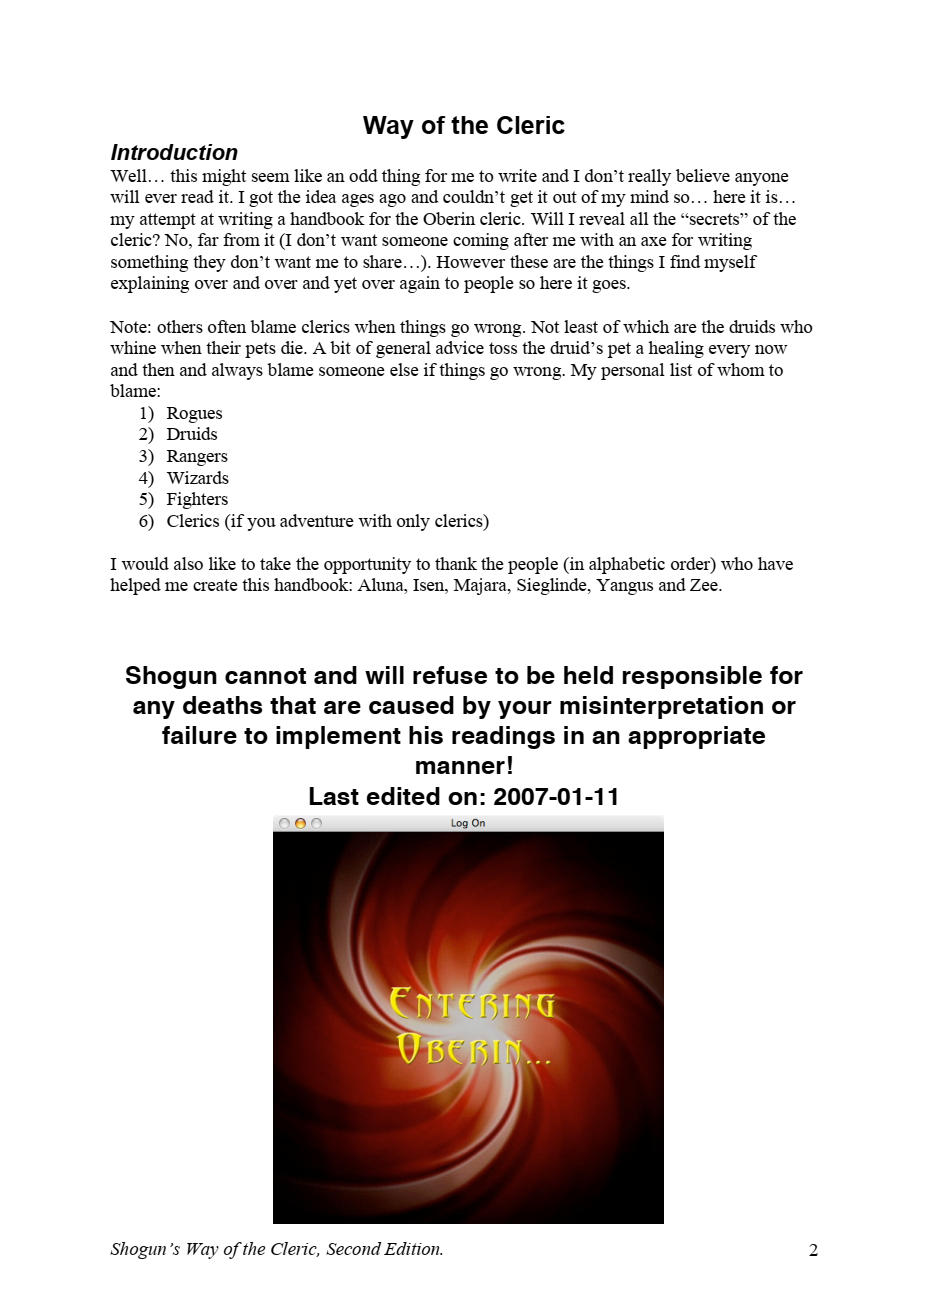 Way of the Cleric
Introduction
Well… this might seem like an odd thing for me to write and I don’t really believe anyone
will ever read it. I got the idea ages ago and couldn’t get it out of my mind so… here it is…
my attempt at writing a handbook for the Oberin cleric. Will I reveal all the “secrets” of the
cleric? No, far from it (I don’t want someone coming after me with an axe for writing
something they don’t want me to share…). However these are the things I find myself
explaining over and over and yet over again to people so here it goes.
Note: others often blame clerics when things go wrong. Not least of which are the druids who
whine when their pets die. A bit of general advice toss the druid’s pet a healing every now
and then and always blame someone else if things go wrong. My personal list of whom to
blame:
1) Rogues
2) Druids
3) Rangers
4) Wizards
5) Fighters
6) Clerics (if you adventure with only clerics)
I would also like to take the opportunity to thank the people (in alphabetic order) who have
helped me create this handbook: Aluna, Isen, Majara, Sieglinde, Yangus and Zee.
Shogun cannot and will refuse to be held responsible for
any deaths that are caused by your misinterpretation or
failure to implement his readings in an appropriate
manner!
Last edited on: 2007-01-11
Log On
Entering
Oberin...
Shogun’s Way of the Cleric, Second Edition. 2